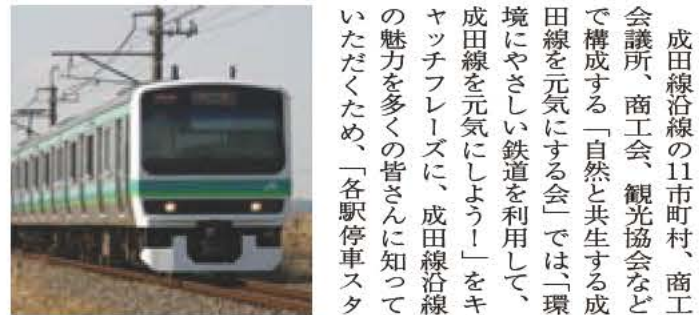 成田線沿線の11市町村、商工
会議所、商工会、観光協会など
で構成する「自然と共生する成
田線を元気にする会」では、「環
境にやさしい鉄道を利用して、
成田線を元気にしよう！」をキ
ャッチフレーズに、成田線沿線
の魅力を多くの皆さんに知って
いただくため、「各駅停車スタ